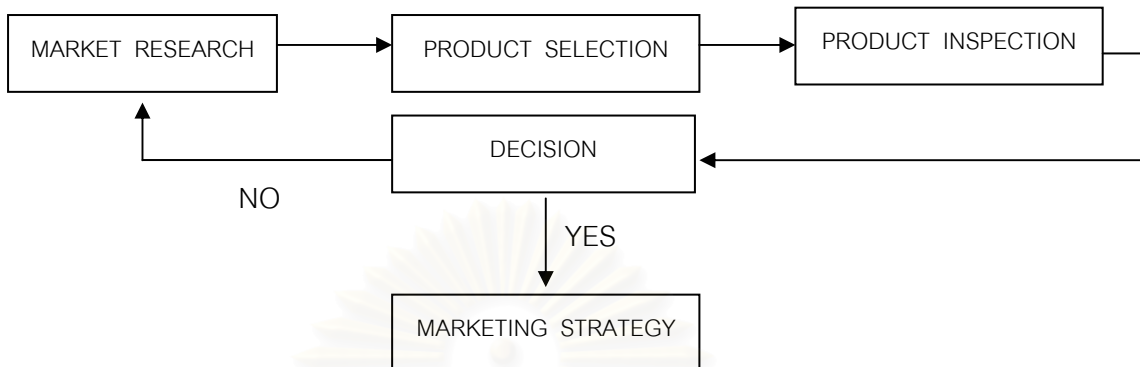 MARKET RESEARCH
PRODUCT SELECTION
PRODUCT INSPECTION
DECISION
NO
YES
MARKETING STRATEGY